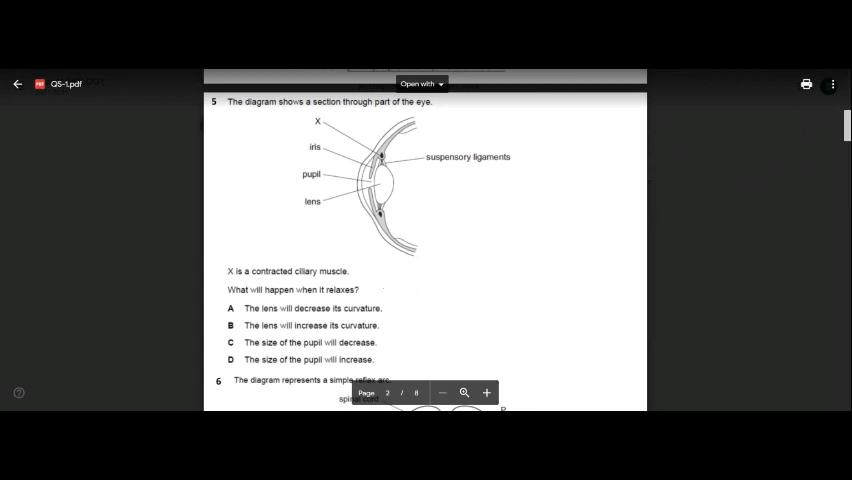 Q5-1.pdf
Open with
5 The diagram shows a section through part of the eye.
X
iris
suspensory ligaments
pupil
lens
X is a contracted ciliary muscle.
What will happen when it relaxes?
A The lens will decrease its curvature.
B The lens will increase its curvature.
C The size of the pupil will decrease.
D The size of the pupil will increase.
6 The diagram represents a simple reflex arc.
Page 2 / 8
spinal cord